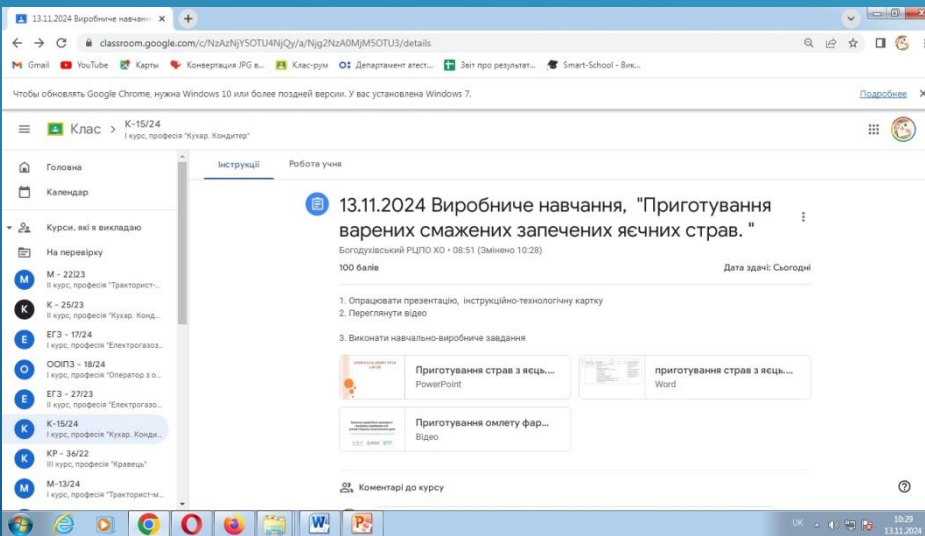 13.11.2024 Виробниче навчанн
classroom.google.com/c/NzAzNjY5OTU4NjQy/a/Njg2NzA0MjM5OTU3/details
Gmail YouTube Карты Конвертация JPG в... Клас-рум Департамент атест... Звіт про результат... Smart-School - Вик...
Чтобы обновлять Google Chrome, нужна Windows 10 или более поздней версии. У вас установлена Windows 7.
Подробнее
Клас > К-15/24
І курс, професія "Кухар. Кондитер"
Головна
Календар
Курси, які я викладаю
На перевірку
М
М - 22|23
ІІ курс, професія "Тракторист-...
К
К - 25/23
ІІ курс, професія "Кухар. Конд...
Е
ЕГЗ - 17/24
І курс, професія "Електрогазоз...
О
ООІПЗ - 18/24
І курс, професія "Оператор з о...
Е
ЕГЗ - 27/23
ІІ курс, професія "Електрогазо...
К
К-15/24
І курс, професія "Кухар. Конди...
К
КР - 36/22
ІІІ курс, професія "Кравець"
М
М-13/24
І курс, професія "Тракторист-м...
Інструкції Робота учня
13.11.2024 Виробниче навчання, "Приготування
варених смажених запечених яєчних страв. "
Богодухівський РЦПО ХО • 08:51 (Змінено 10:28)
100 балів Дата здачі: Сьогодні
1. Опрацювати презентацію, інструкційно-технологічну картку
2. Переглянути відео
3. Виконати навчально-виробниче завдання
Приготування страв з яєць....
PowerPoint
приготування страв з яєць....
Word
Приготування омлету фар...
Відео
Коментарі до курсу
UK
10:29
13.11.2024